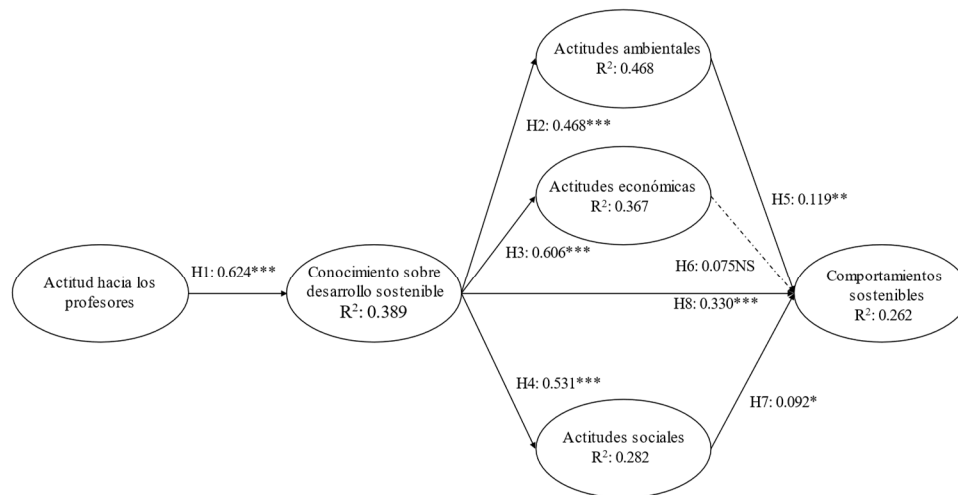 Actitudes ambientales
R²: 0.468
H2: 0.468***
Actitudes económicas
R²: 0.367
H5: 0.119**
H3: 0.606***
H6: 0.075NS
H1: 0.624***
Actitud hacia los
profesores
Conocimiento sobre
desarrollo sostenible
R²: 0.389
H8: 0.330***
Comportamientos
sostenibles
R²: 0.262
H4: 0.531***
H7: 0.092*
Actitudes sociales
R²: 0.282